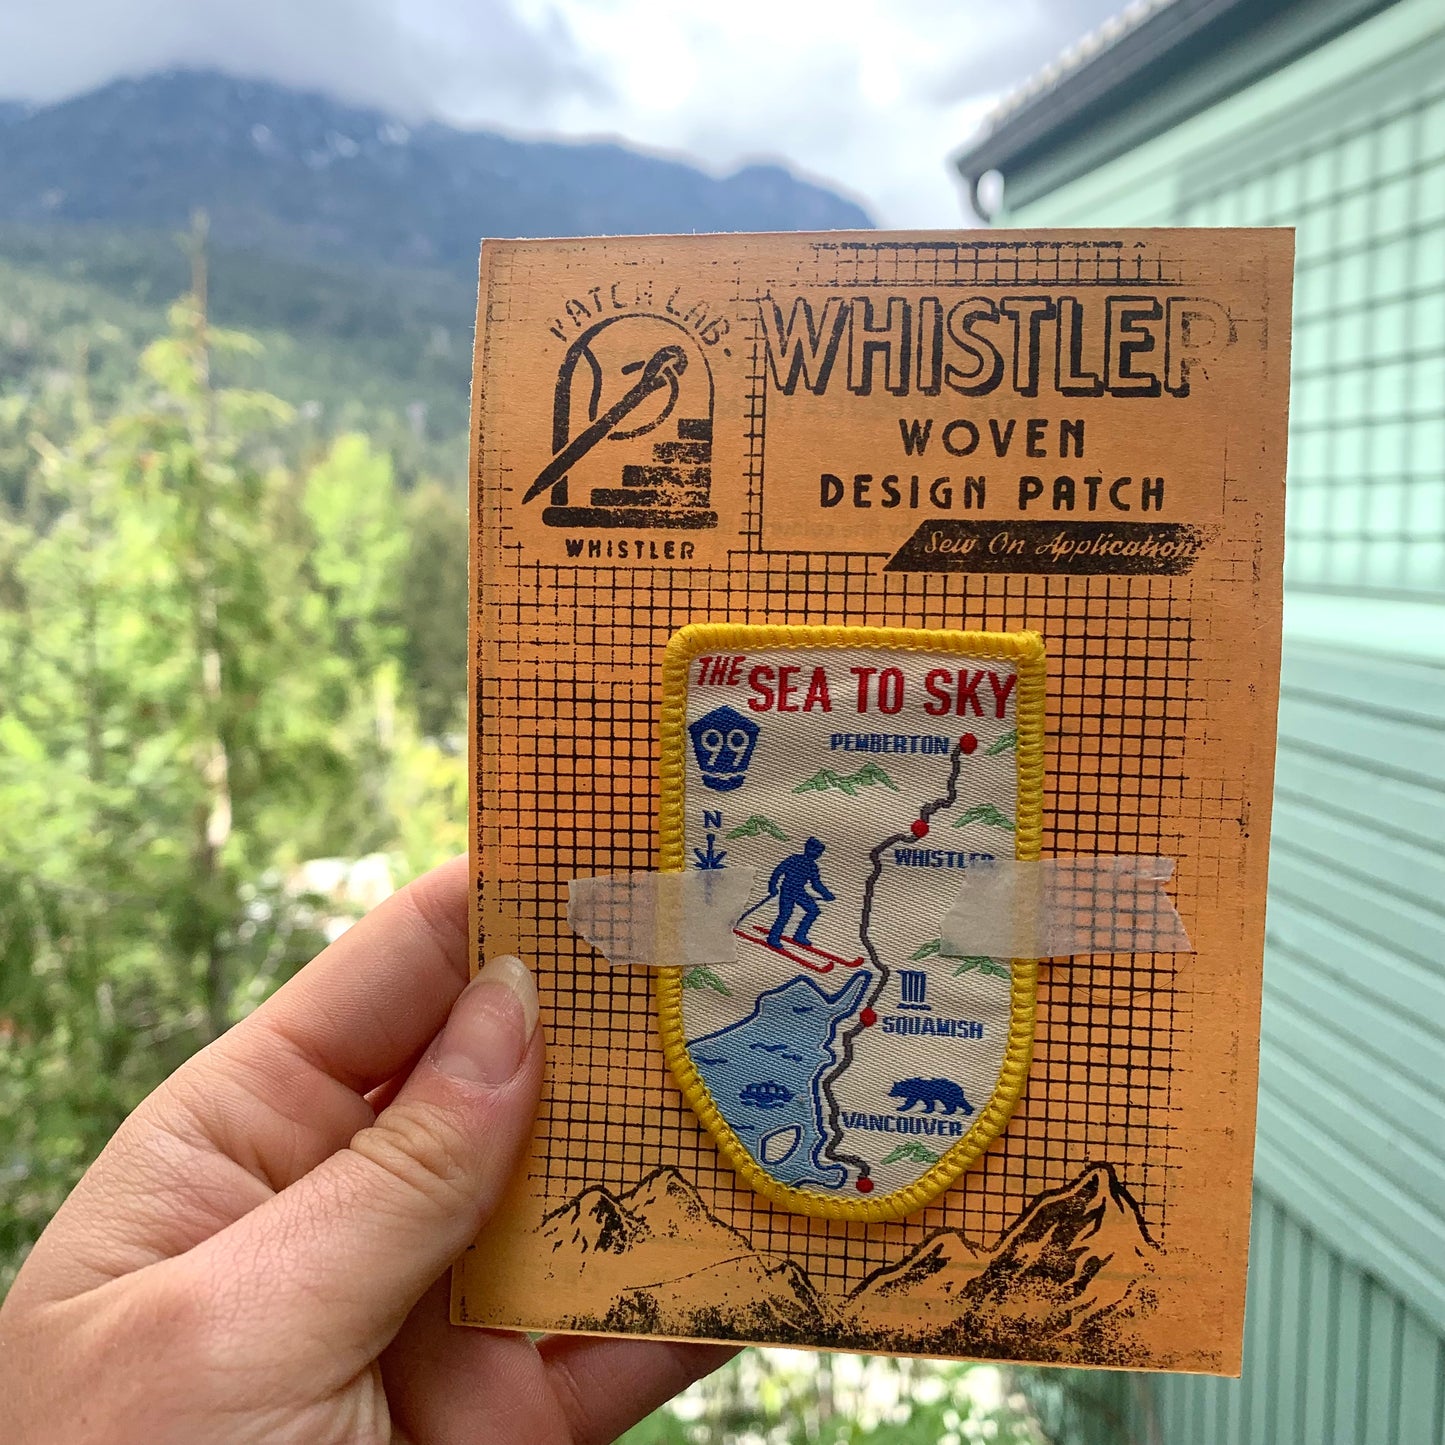 PATCH LAB.
WHISTLER
WHISTLER
WOVEN
DESIGN PATCH
Sew On Application
THE SEA TO SKY
99
PEMBERTON
N
WHISTLER
SQUAMISH
VANCOUVER